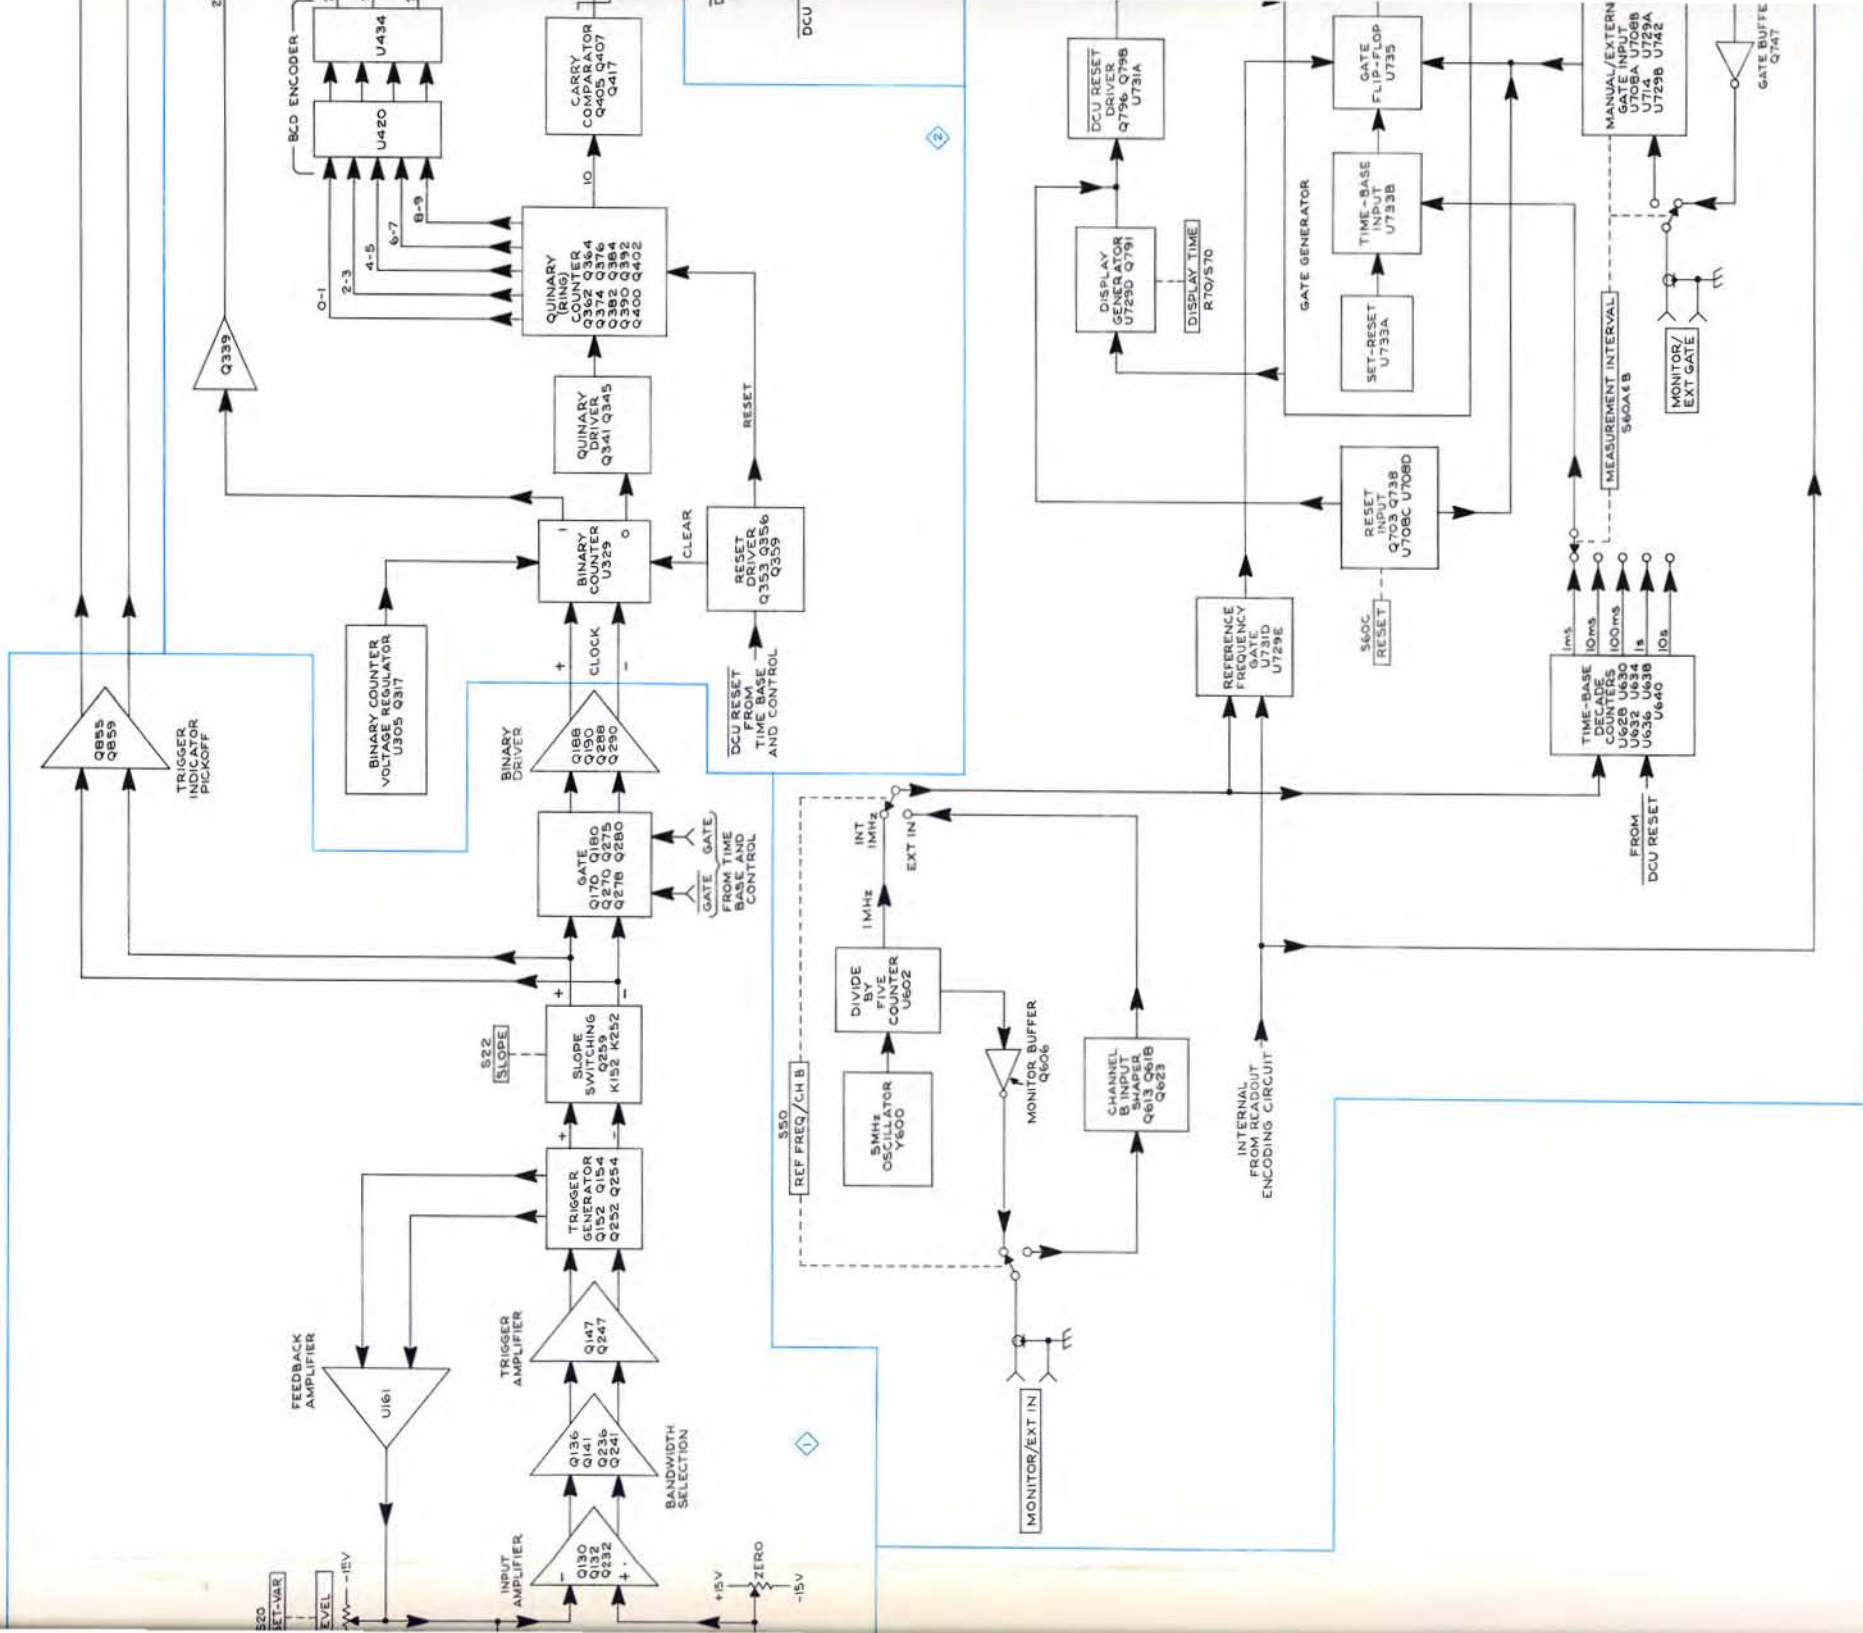 S20
SET-VAR
LEVEL
-15V
FEEDBACK
AMPLIFIER
U161
INPUT
AMPLIFIER
-
Q130
Q132
Q232
+
+15V
ZERO
-15V
Q136
Q141
Q236
Q241
BANDWIDTH
SELECTION
TRIGGER
AMPLIFIER
Q147
Q247
TRIGGER
GENERATOR
Q152 Q154
Q252 Q254
+
-
S22
SLOPE
SLOPE
SWITCHING
Q259
K152 K252
+
-
GATE
Q170 Q180
Q270 Q275
Q278 Q280
GATE GATE
FROM TIME
BASE AND
CONTROL
TRIGGER
INDICATOR
PICKOFF
Q855
Q859
BINARY
DRIVER
Q188
Q190
Q288
Q290
+
CLOCK
-
BINARY COUNTER
VOLTAGE REGULATOR
U305 Q317
BINARY
COUNTER
U329
1
0
CLEAR
RESET
DRIVER
Q353 Q356
Q359
RESET
DCU RESET
FROM
TIME BASE
AND CONTROL
Q339
2
QUINARY
DRIVER
Q341 Q345
QUINARY
(RING)
COUNTER
Q362 Q364
Q374 Q376
Q382 Q384
Q390 Q392
Q400 Q402
0-1
2-3
4-5
6-7
8-9
10
BCD ENCODER
U420
U434
CARRY
COMPARATOR
Q405 Q407
Q417
DCU
1
2
MONITOR/EXT IN
S50
REF FREQ/CH B
5MHz
OSCILLATOR
Y600
DIVIDE
BY
FIVE
COUNTER
U602
1MHz
INT
1MHz
EXT IN
MONITOR BUFFER
Q606
CHANNEL
B INPUT
SHAPER
Q613 Q618
Q623
INTERNAL
FROM READOUT
ENCODING CIRCUIT
REFERENCE
FREQUENCY
GATE
U731D
U729E
FROM
DCU RESET
TIME-BASE
DECADE
COUNTERS
U628 U630
U632 U634
U636 U638
U640
1ms
10ms
100ms
1s
10s
S60C
RESET
RESET
INPUT
Q703 Q738
U708C U708D
MEASUREMENT INTERVAL
S60A&B
DISPLAY
GENERATOR
U729D Q791
DISPLAY TIME
R70/S70
DCU RESET
DRIVER
Q796 Q798
U731A
GATE GENERATOR
SET-RESET
U733A
TIME-BASE
INPUT
U733B
GATE
FLIP-FLOP
U735
MANUAL/EXTERN
GATE INPUT
U708A U708B
U714 U729A
U729B U742
MONITOR/
EXT GATE
GATE BUFFE
Q747